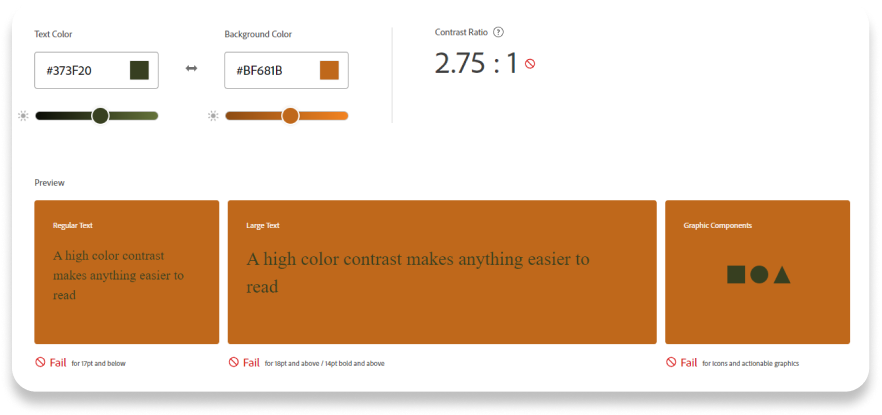 Text Color
Background Color
Contrast Ratio ?
#373F20
#BF681B
2.75 : 1
Preview
Regular Text
A high color contrast
makes anything easier to
read
Large Text
A high color contrast makes anything easier to
read
Graphic Components
Fail for 17pt and below
Fail for 18pt and above / 14pt bold and above
Fail for icons and actionable graphics